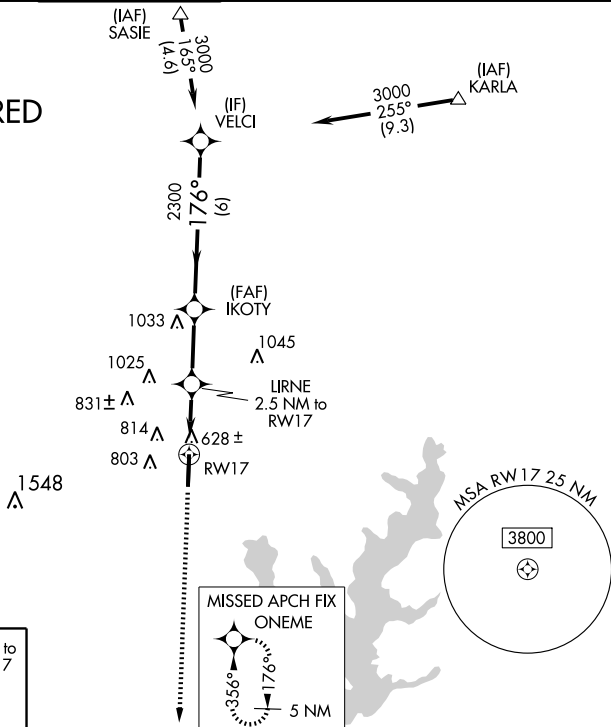 (IAF)
SASIE
3000
165°
(4.6)
(IAF)
KARLA
3000
255°
(9.3)
RED
(IF)
VELCI
2300
176°
(6)
(FAF)
IKOTY
1033
1045
1025
LIRNE
2.5 NM to
RW17
831±
814
628±
803
RW17
1548
MSA RW17 25 NM
3800
MISSED APCH FIX
ONEME
356°
176°
5 NM
to
7